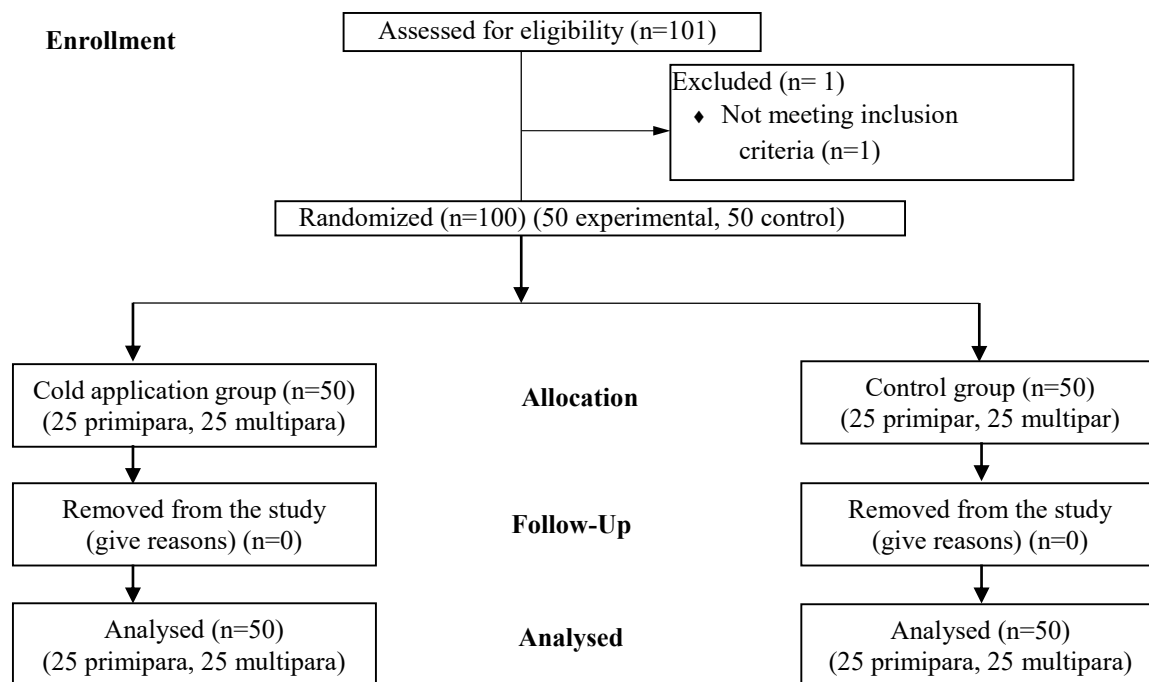 Enrollment
Assessed for eligibility (n=101)
Excluded (n= 1)
♦ Not meeting inclusion
criteria (n=1)
Randomized (n=100) (50 experimental, 50 control)
Cold application group (n=50)
(25 primipara, 25 multipara)
Allocation
Control group (n=50)
(25 primipar, 25 multipar)
Removed from the study
(give reasons) (n=0)
Follow-Up
Removed from the study
(give reasons) (n=0)
Analysed (n=50)
(25 primipara, 25 multipara)
Analysed
Analysed (n=50)
(25 primipara, 25 multipara)